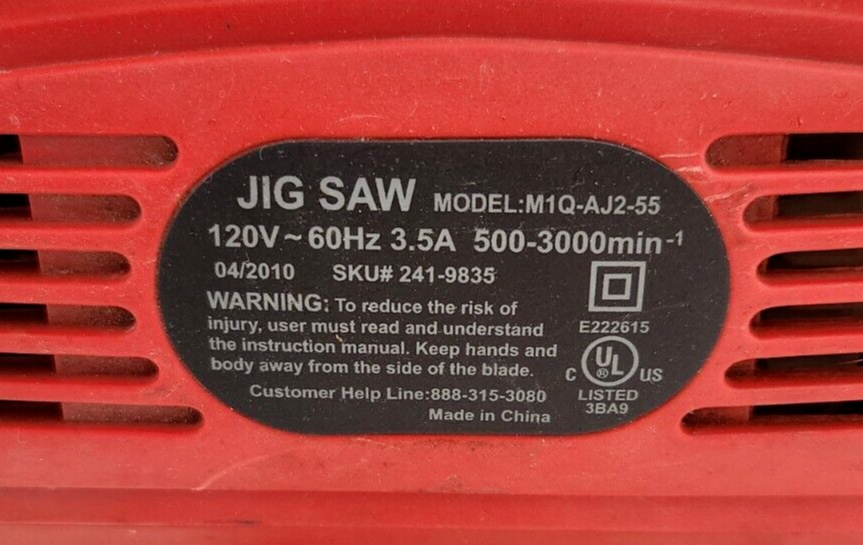 JIG SAW MODEL:M1Q-AJ2-55
120V~60Hz 3.5A 500-3000min-1
04/2010 SKU# 241-9835
WARNING: To reduce the risk of
injury, user must read and understand
the instruction manual. Keep hands and
body away from the side of the blade.
Customer Help Line:888-315-3080
Made in China
E222615
C UL ® US
LISTED
3BA9